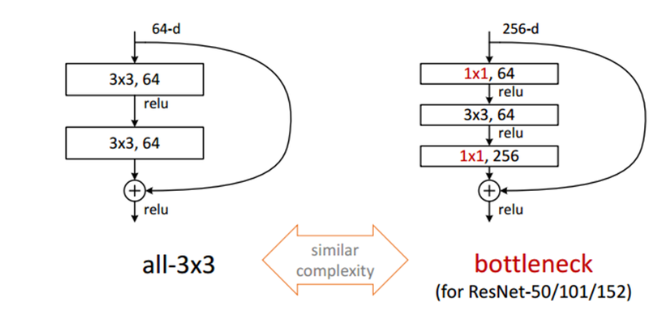 64-d
3x3, 64
relu
3x3, 64
+
relu
all-3x3
similar
complexity
256-d
1x1, 64
relu
3x3, 64
relu
1x1, 256
+
relu
bottleneck
(for ResNet-50/101/152)